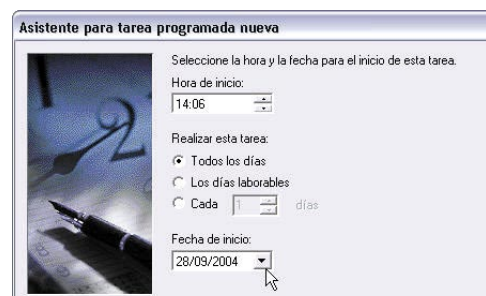 Asistente para tarea programada nueva
Seleccione la hora y la fecha para el inicio de esta tarea.
Hora de inicio:
14:06
Realizar esta tarea:
Todos los días
Los días laborables
Cada 1 días
Fecha de inicio:
28/09/2004